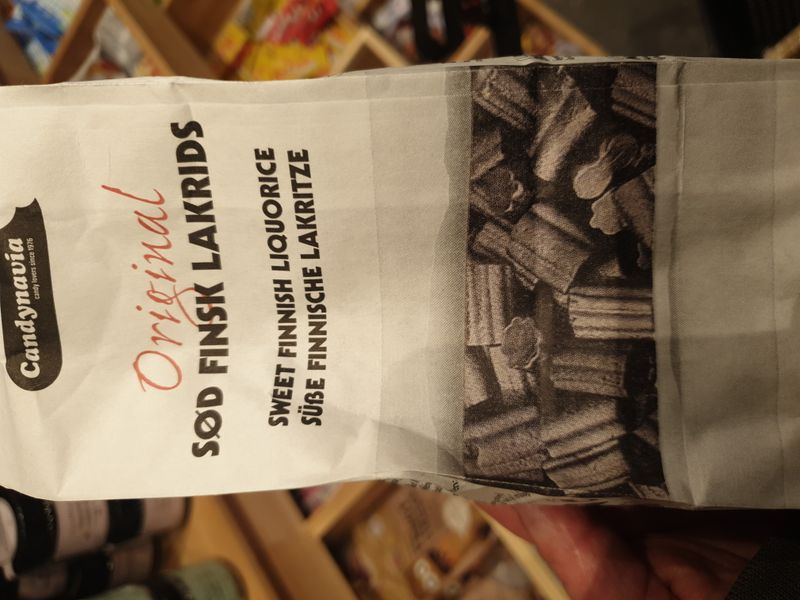 Candynavia
candy lovers since 1976
Original
SØD FINSK LAKRIDS
SWEET FINNISH LIQUORICE
SÜßE FINNISCHE LAKRITZE